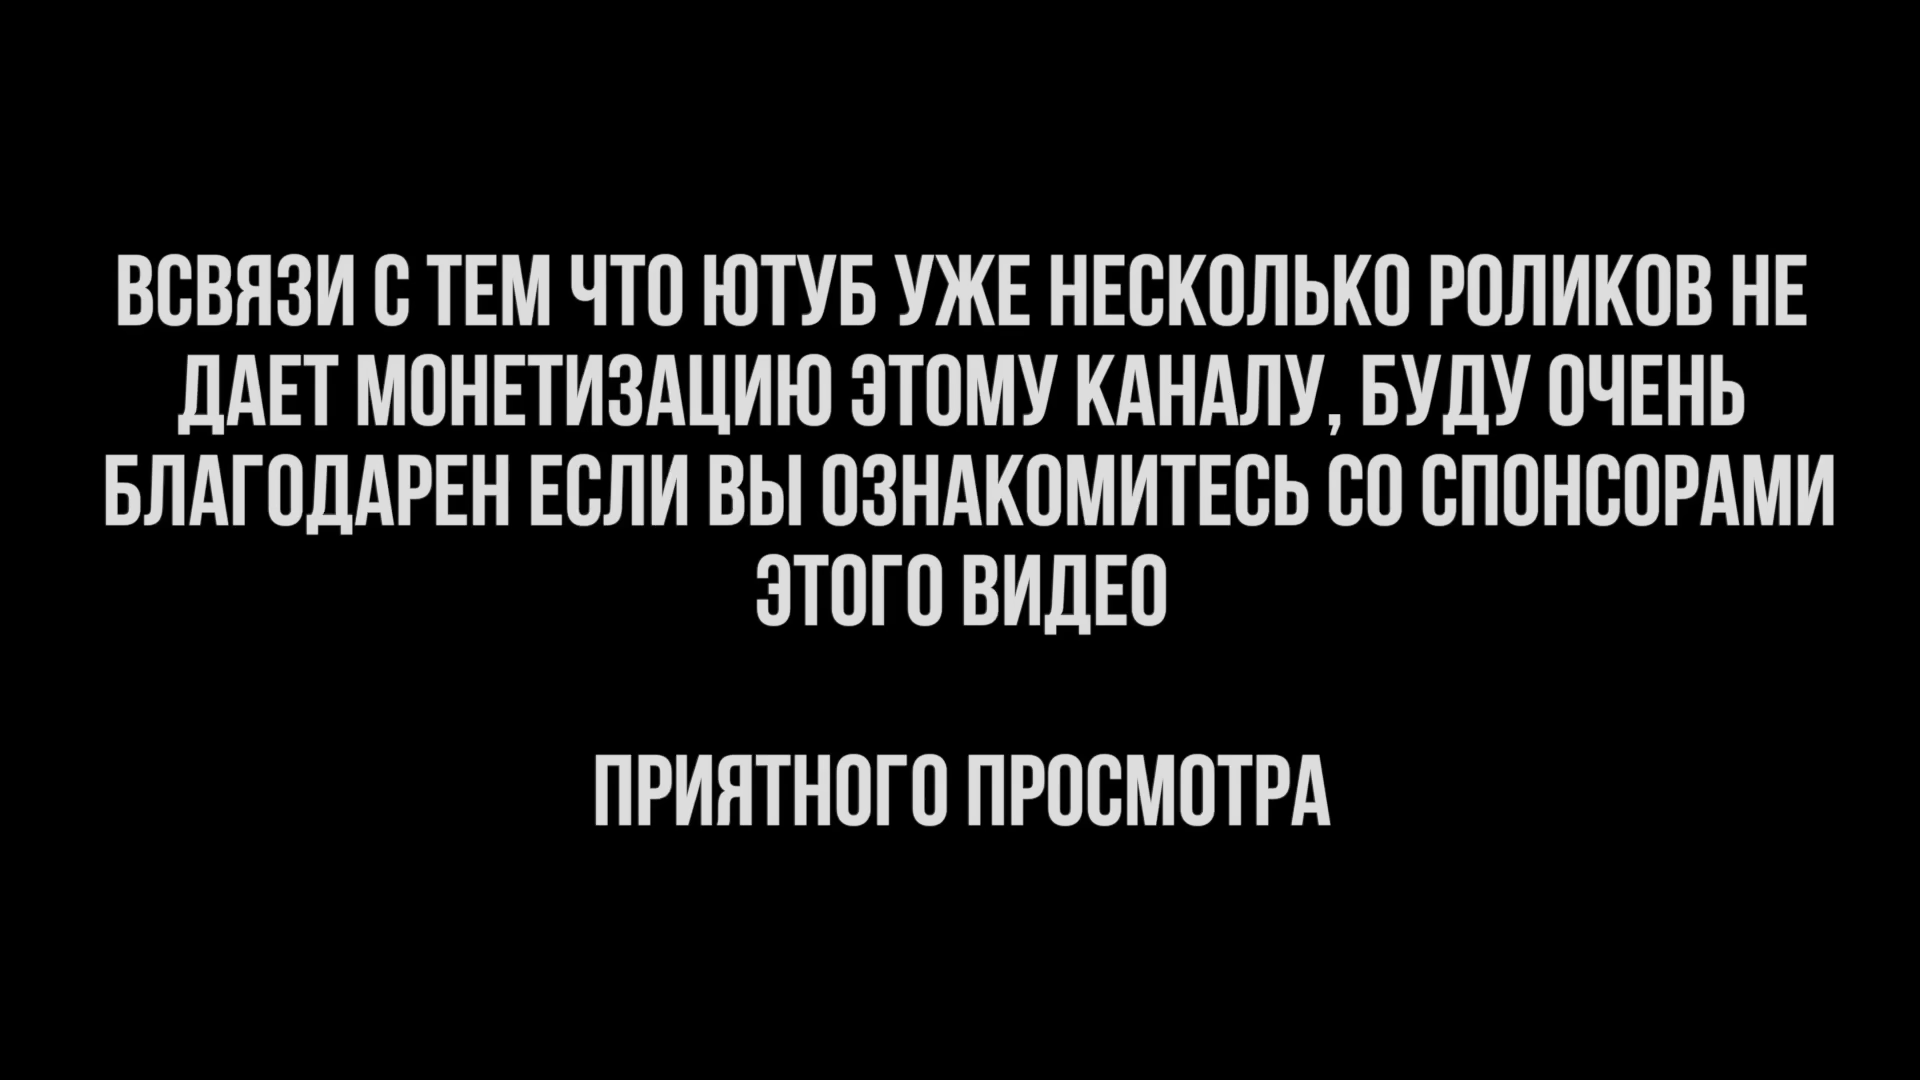 ВСВЯЗИ С ТЕМ ЧТО ЮТУБ УЖЕ НЕСКОЛЬКО РОЛИКОВ НЕ
ДАЕТ МОНЕТИЗАЦИЮ ЭТОМУ КАНАЛУ, БУДУ ОЧЕНЬ
БЛАГОДАРЕН ЕСЛИ ВЫ ОЗНАКОМИТЕСЬ СО СПОНСОРАМИ
ЭТОГО ВИДЕО
ПРИЯТНОГО ПРОСМОТРА